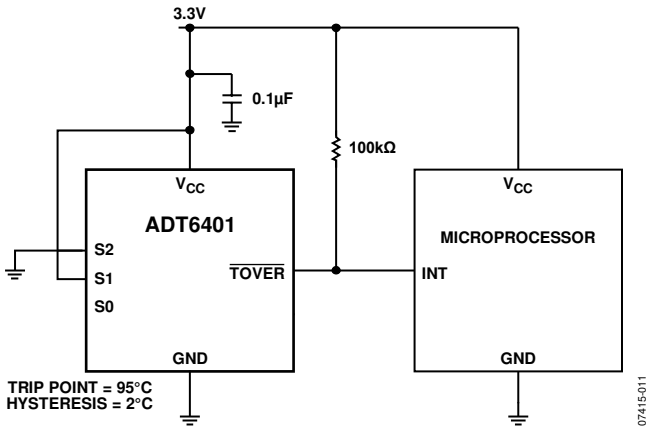 3.3V
0.1µF
100kΩ
VCC
ADT6401
S2
S1
S0
TOVER
GND
VCC
MICROPROCESSOR
INT
GND
TRIP POINT = 95°C
HYSTERESIS = 2°C
07415-011